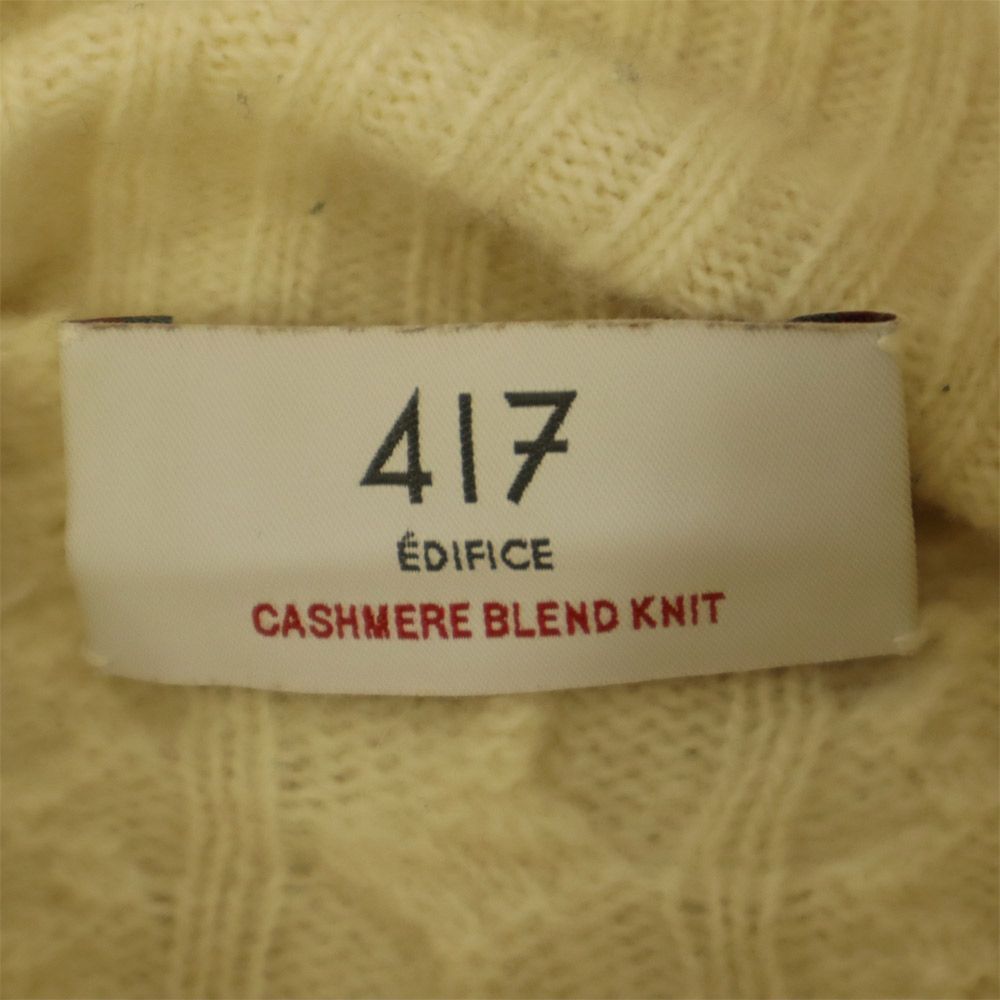 417
ÉDIFICE
CASHMERE BLEND KNIT